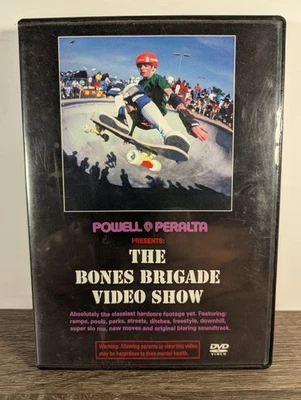 POWELL PERALTA
PRESENTS:
THE
BONES BRIGADE
VIDEO SHOW
Absolutely the classiest hardcore footage yet. Featuring:
ramps, pools, parks, streets, ditches, freestyle, downhill,
super slo mo, new moves and original blaring soundtrack.
Warning: Allowing parents to view this video
may be hazardous to their mental health.
DVD
VIDEO